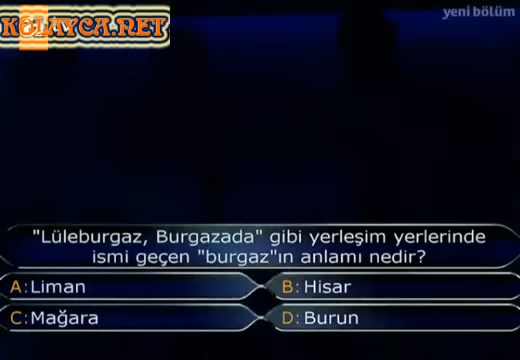 yeni bölüm
KOLAYCA.NET
"Lüleburgaz, Burgazada" gibi yerleşim yerlerinde
ismi geçen "burgaz"ın anlamı nedir?
A: Liman
B: Hisar
C: Mağara
D: Burun